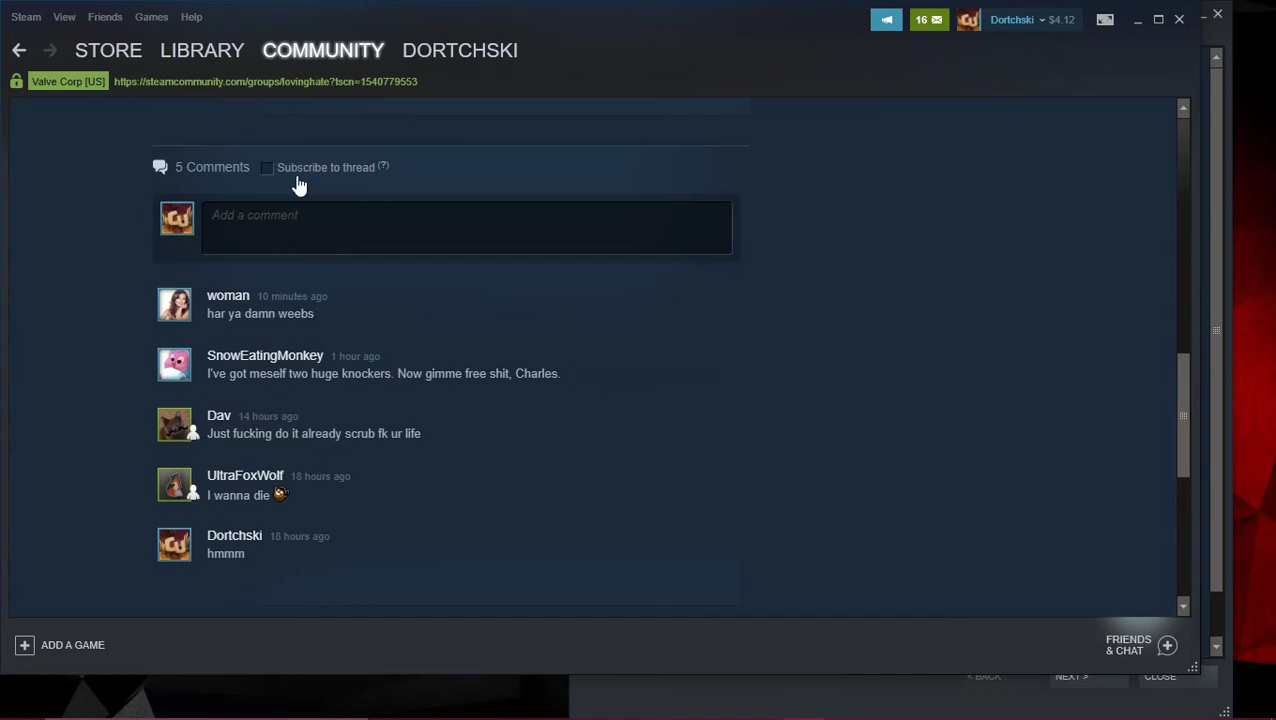 Steam View Friends Games Help
16 Dortchski $4.12
STORE LIBRARY COMMUNITY DORTCHSKI
Valve Corp [US] https://steamcommunity.com/groups/lovinghate?lscn=1540779553
5 Comments Subscribe to thread (?)
Add a comment
woman 10 minutes ago
har ya damn weebs
SnowEatingMonkey 1 hour ago
I've got meself two huge knockers. Now gimme free shit, Charles.
Dav 14 hours ago
Just fucking do it already scrub fk ur life
UltraFoxWolf 18 hours ago
I wanna die
Dortchski 18 hours ago
hmmm
ADD A GAME
FRIENDS
& CHAT
< BACK NEXT > CLOSE